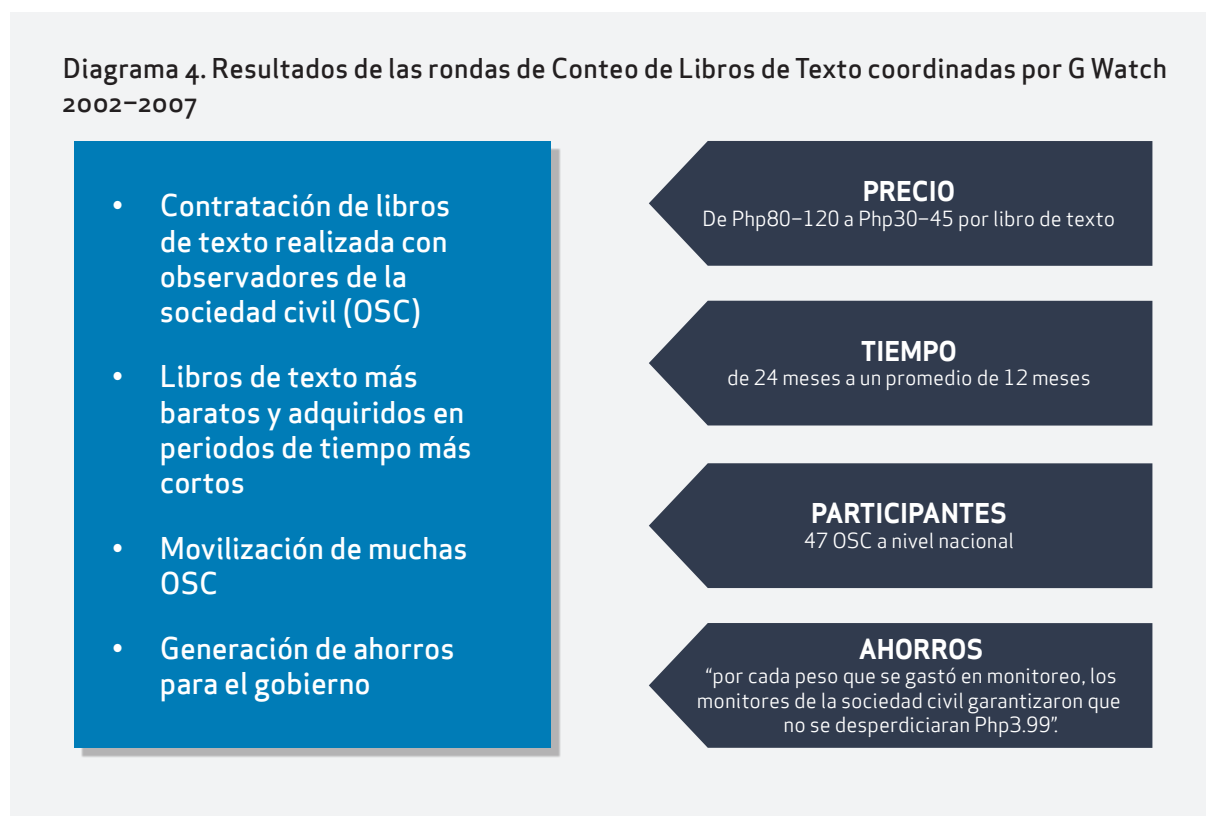 Diagrama 4. Resultados de las rondas de Conteo de Libros de Texto coordinadas por G Watch
2002–2007
• Contratación de libros
de texto realizada con
observadores de la
sociedad civil (OSC)
• Libros de texto más
baratos y adquiridos en
periodos de tiempo más
cortos
• Movilización de muchas
OSC
• Generación de ahorros
para el gobierno
PRECIO
De Php80–120 a Php30–45 por libro de texto
TIEMPO
de 24 meses a un promedio de 12 meses
PARTICIPANTES
47 OSC a nivel nacional
AHORROS
“por cada peso que se gastó en monitoreo, los
monitores de la sociedad civil garantizaron que
no se desperdiciaran Php3.99”.